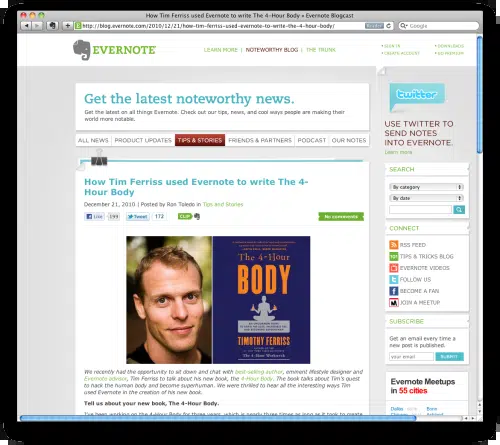 How Tim Ferriss used Evernote to write The 4-Hour Body « Evernote Blogcast
http://blog.evernote.com/2010/12/21/how-tim-ferriss-used-evernote-to-write-the-4-hour-body/
Reader
Google
EVERNOTE
LEARN MORE | NOTEWORTHY BLOG | THE TRUNK
SIGN IN
CREATE ACCOUNT
DOWNLOADS
GO PREMIUM
Get the latest noteworthy news.
Get the latest on all things Evernote. Check out our tips, news, and cool ways people are making their
world more notable.
ALL NEWS
PRODUCT UPDATES
TIPS & STORIES
FRIENDS & PARTNERS
PODCAST
OUR NOTES
How Tim Ferriss used Evernote to write The 4-
Hour Body
December 21, 2010 | Posted by Ron Toledo in Tips and Stories
Like 199
Tweet 172
CLIP
No comments
The 4-Hour
BODY
TIMOTHY FERRISS
The 4-Hour Workweek
We recently had the opportunity to sit down and chat with best-selling author, eminent lifestyle designer and
Evernote advisor, Tim Ferriss to talk about his new book, the 4-Hour Body. The book talks about Tim's quest
to hack the human body and become superhuman. We were thrilled to hear all the interesting ways Tim
used Evernote in the creation of his new book.
Tell us about your new book, The 4-Hour Body.
I've been working on the 4-Hour Body for three years, which is nearly three times as long as it took to create
twitter
USE TWITTER TO
SEND NOTES
INTO EVERNOTE.
Learn more
SEARCH
By category
By date
CONNECT
RSS FEED
TIPS & TRICKS BLOG
EVERNOTE VIDEOS
FOLLOW US
BECOME A FAN
JOIN A MEETUP
SUBSCRIBE
Get an email every time a
new post is published.
your email
SUBMIT
Evernote Meetups
in 55 cities
Dallas
Bonn